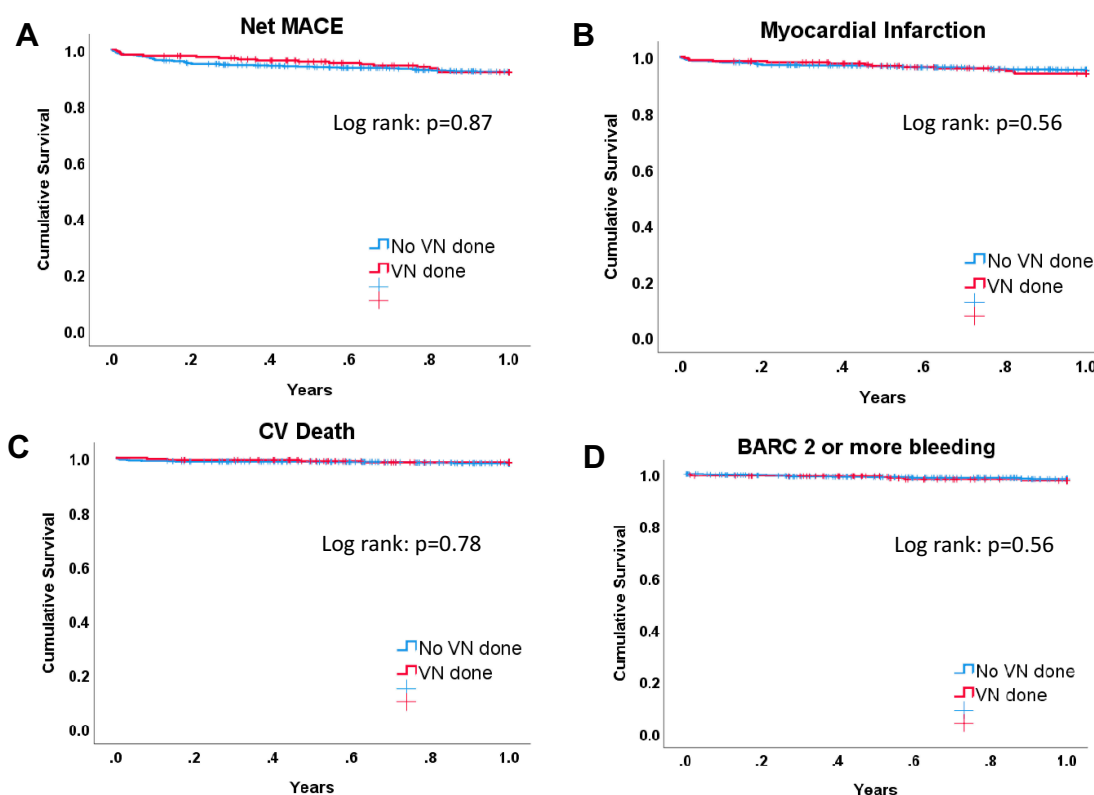 A
Net MACE
Cumulative Survival
1.0
0.8
0.6
0.4
0.2
0.0
Log rank: p=0.87
No VN done
VN done
.0 .2 .4 .6 .8 1.0
Years
B
Myocardial Infarction
Cumulative Survival
1.0
0.8
0.6
0.4
0.2
0.0
Log rank: p=0.56
No VN done
VN done
.0 .2 .4 .6 .8 1.0
Years
C
CV Death
Cumulative Survival
1.0
0.8
0.6
0.4
0.2
0.0
Log rank: p=0.78
No VN done
VN done
.0 .2 .4 .6 .8 1.0
Years
D
BARC 2 or more bleeding
Cumulative Survival
1.0
0.8
0.6
0.4
0.2
0.0
Log rank: p=0.56
No VN done
VN done
.0 .2 .4 .6 .8 1.0
Years